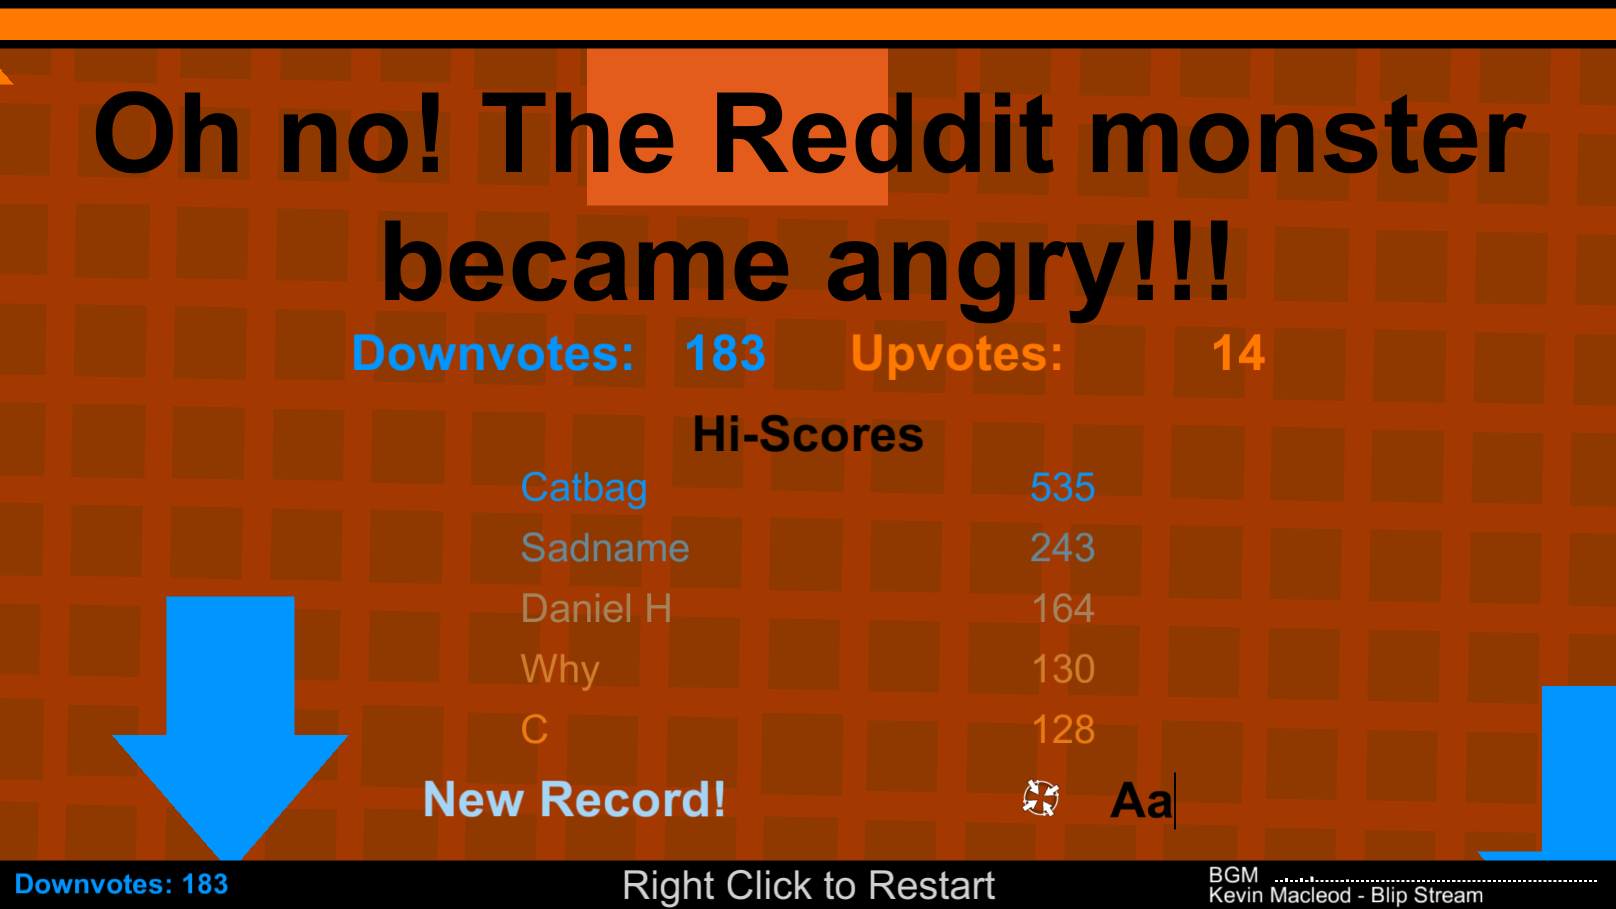 Oh no! The Reddit monster
became angry!!!
Downvotes: 183 Upvotes: 14
Hi-Scores
Catbag 535
Sadname 243
Daniel H 164
Why 130
C 128
New Record! Aa
Downvotes: 183
Right Click to Restart
BGM
Kevin Macleod - Blip Stream